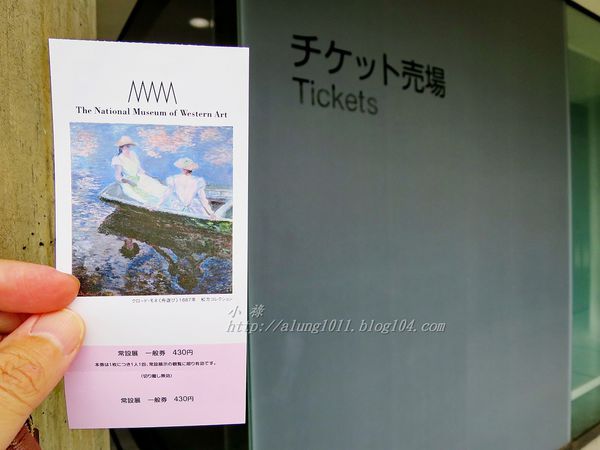 チケット売場
Tickets
The National Museum of Western Art
クロード・モネ《舟遊び》1887年 松方コレクション
小祿
http://alung1011.blog104.com
常設展 一般券 430円
本券は1枚につき1人1回、常設展示の観覧に限り有効です。
(切り離し無効)
常設展 一般券 430円